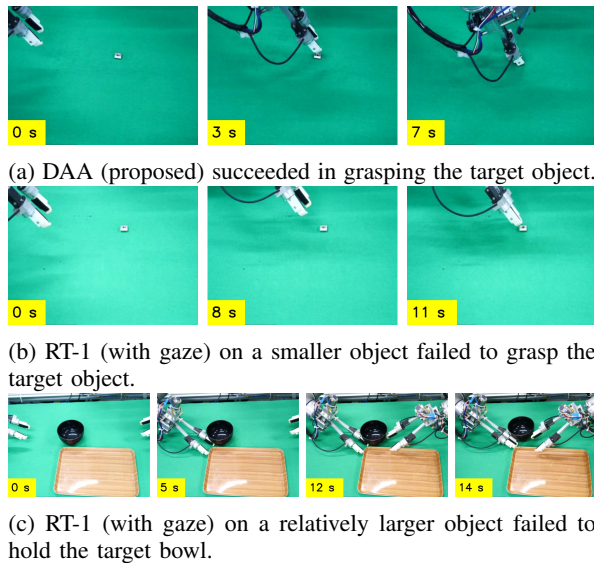 0 s
3 s
7 s
(a) DAA (proposed) succeeded in grasping the target object.
0 s
8 s
11 s
(b) RT-1 (with gaze) on a smaller object failed to grasp the
target object.
0 s
5 s
12 s
14 s
(c) RT-1 (with gaze) on a relatively larger object failed to
hold the target bowl.